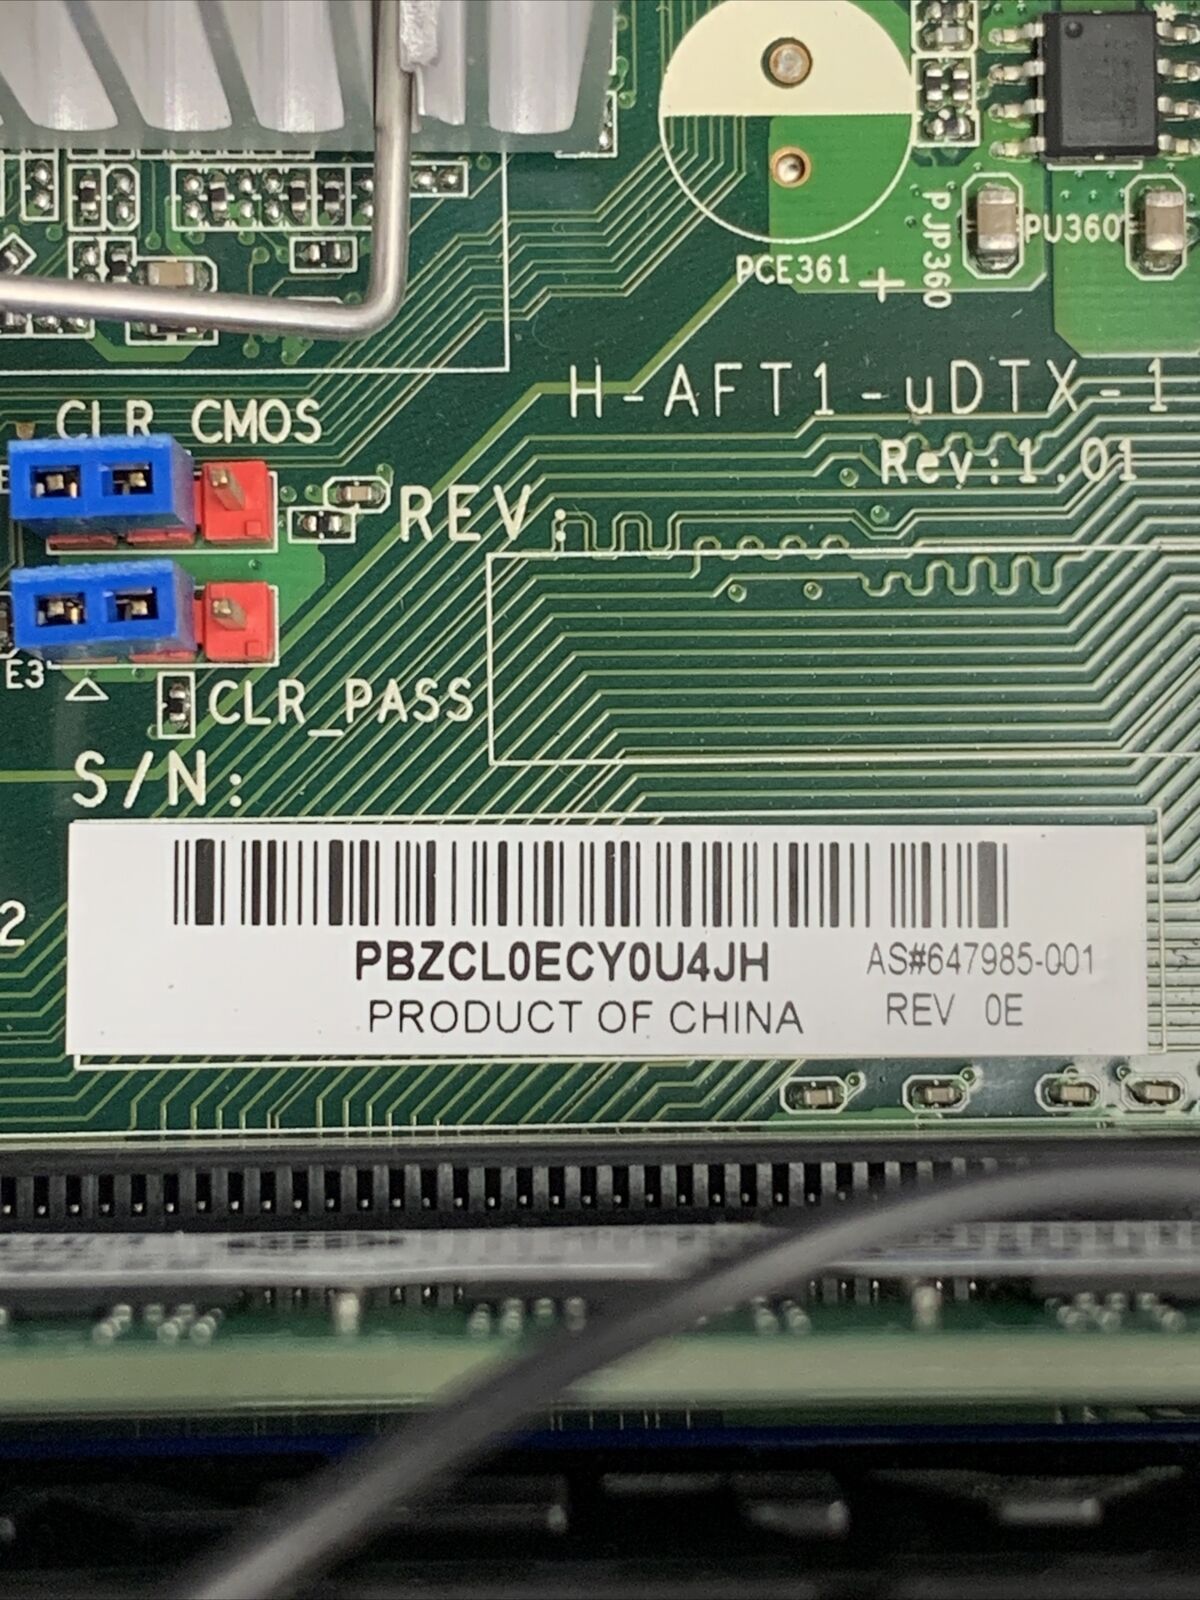 PCE361
+
PJP360
PU360
H-AFT1-uDTX-1
Rev:1.01
CLR CMOS
REV:
E3
CLR_PASS
S/N:
2
PBZCL0ECY0U4JH
AS#647985-001
PRODUCT OF CHINA
REV 0E